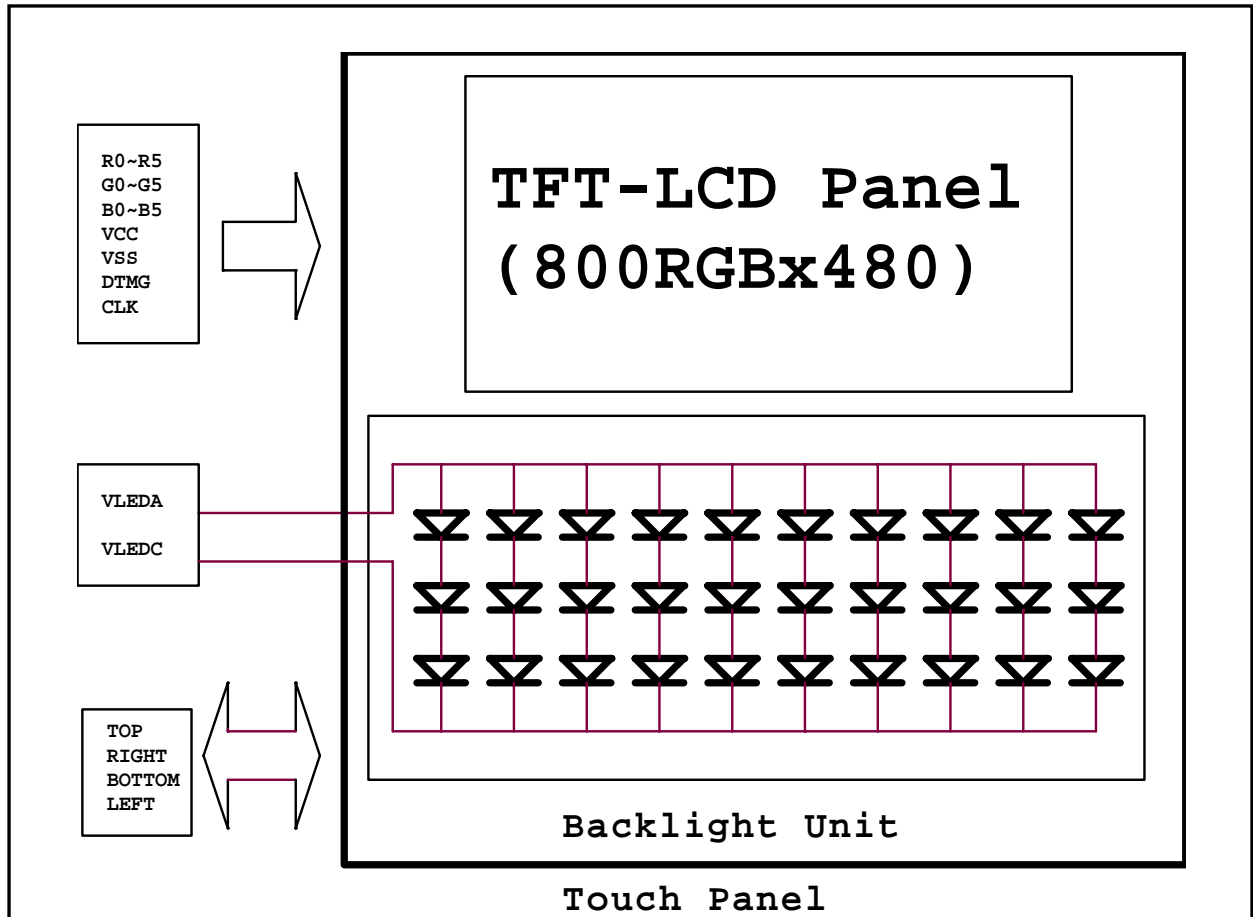 R0~R5
G0~G5
B0~B5
VCC
VSS
DTMG
CLK
TFT-LCD Panel
(800RGBx480)
VLEDA
VLEDC
TOP
RIGHT
BOTTOM
LEFT
Backlight Unit
Touch Panel